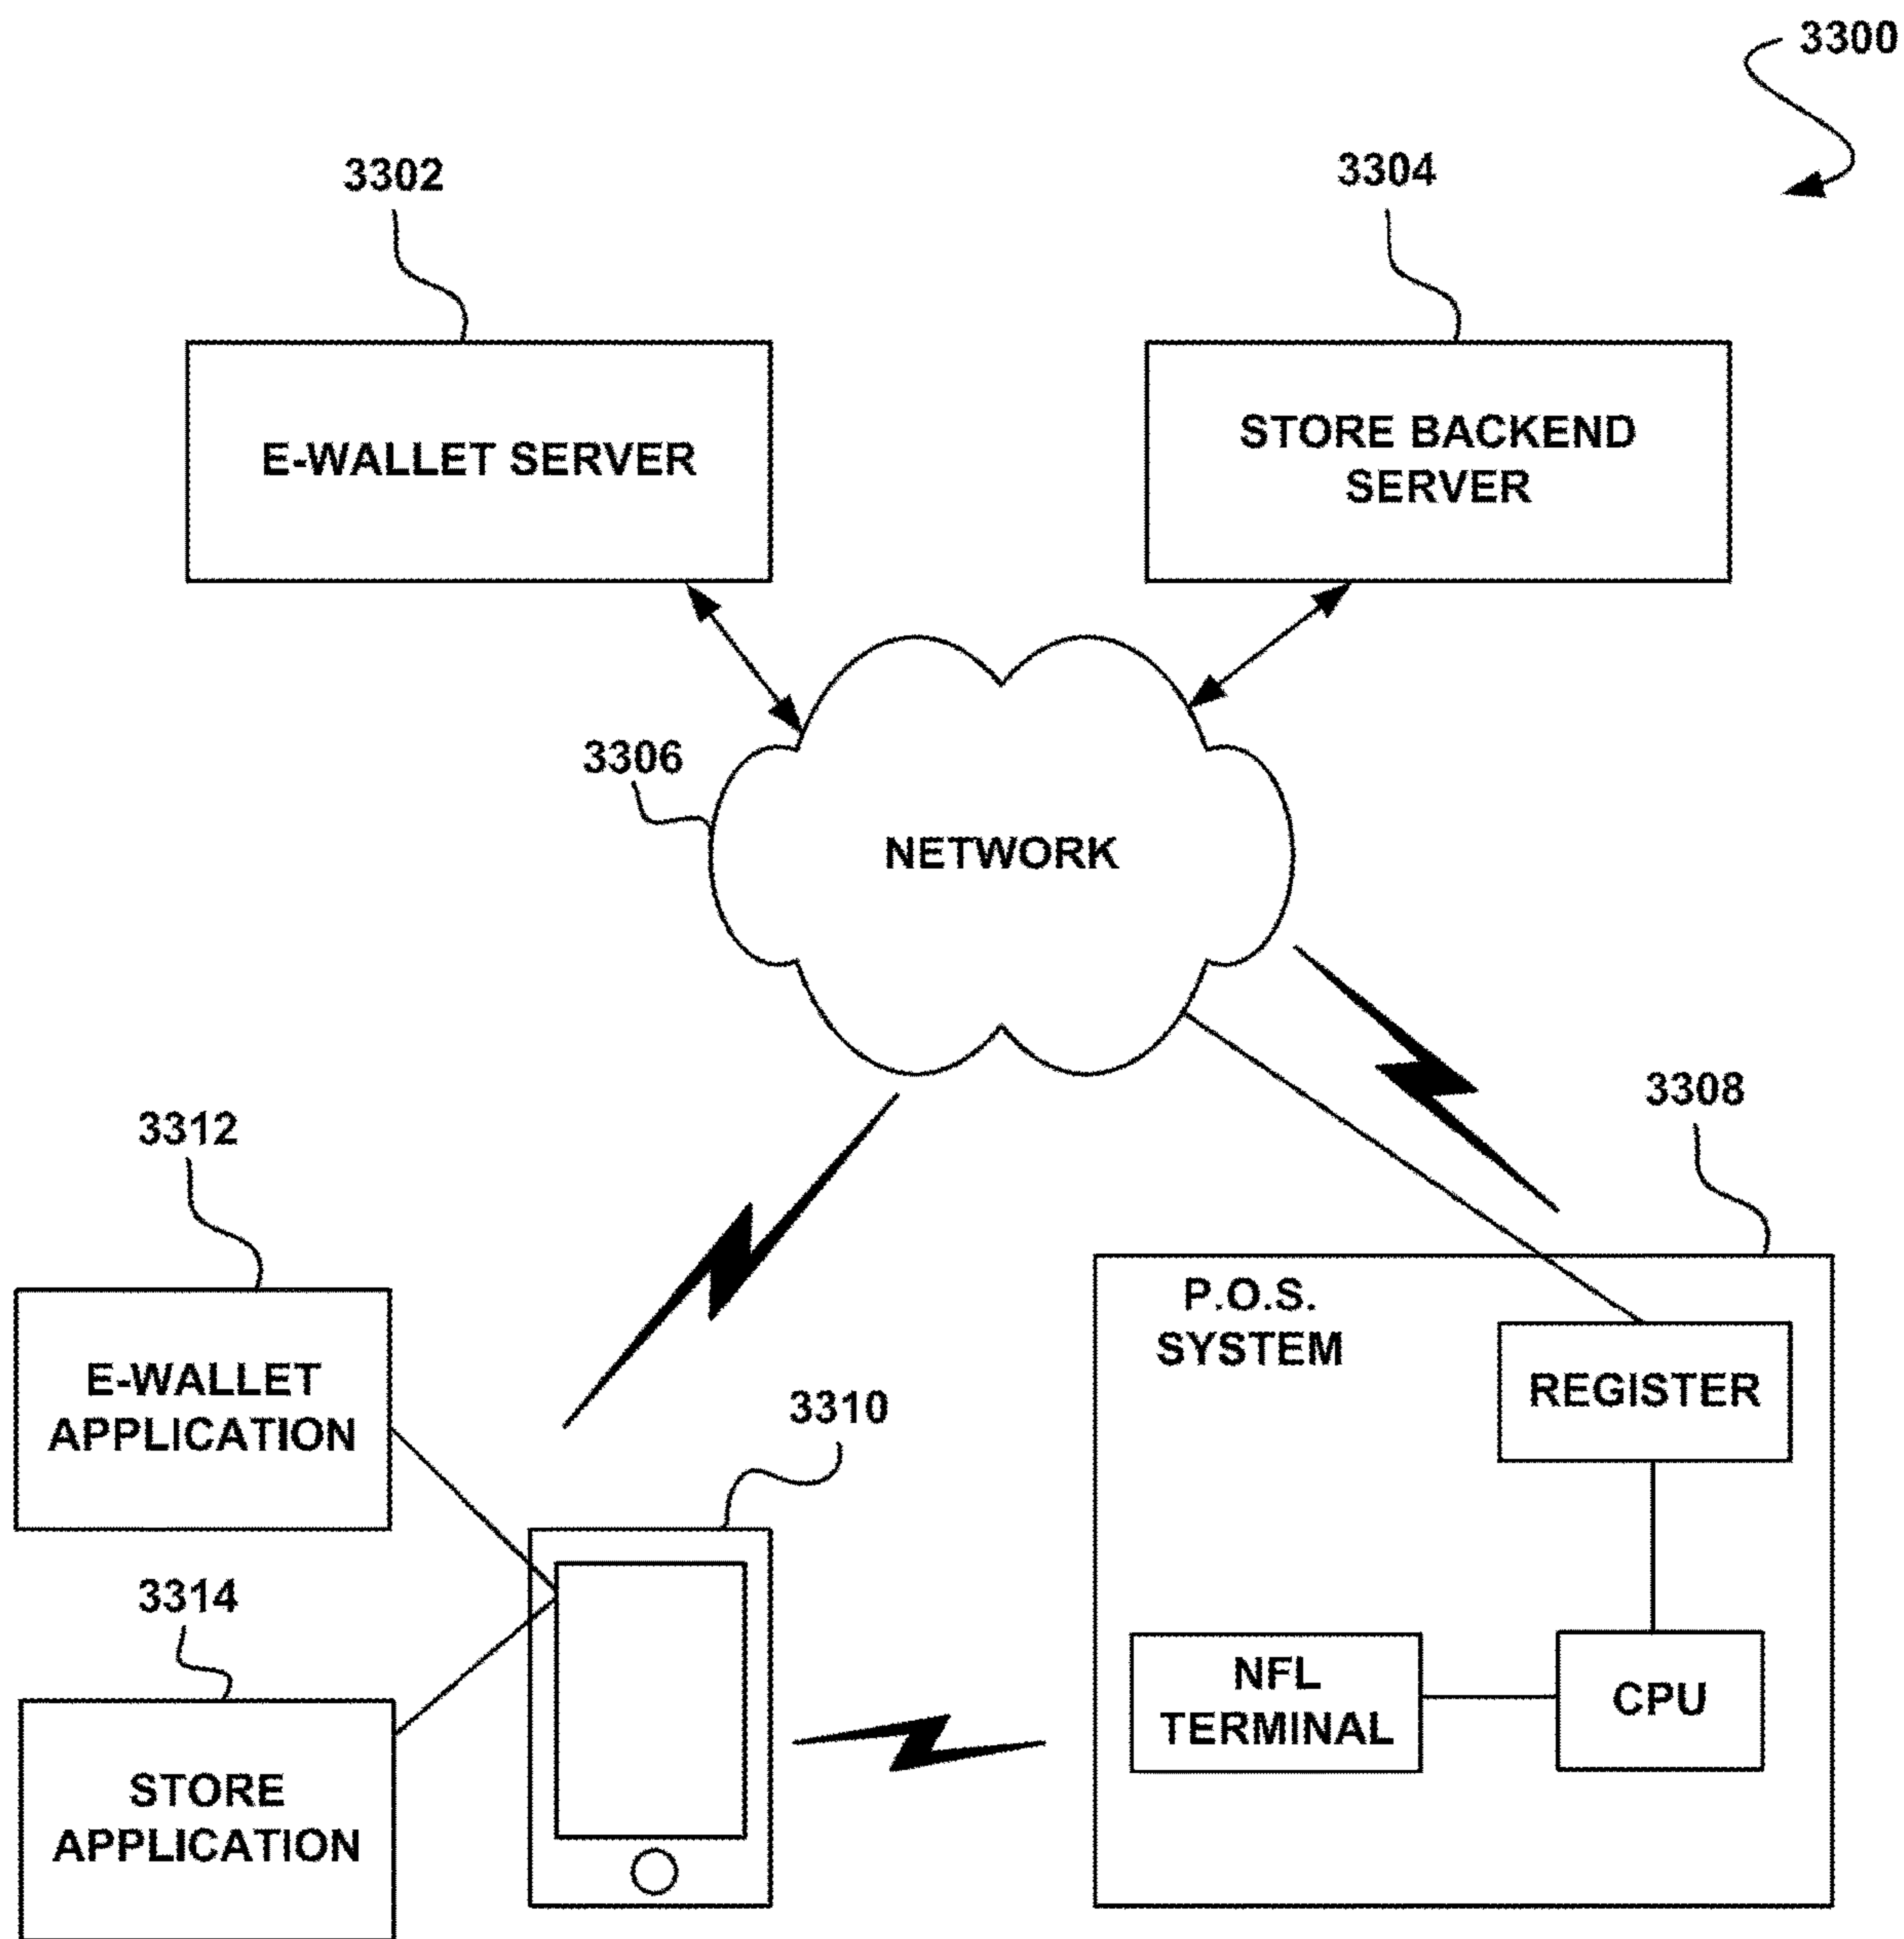 3300
3302
3304
E-WALLET SERVER
STORE BACKEND
SERVER
3306
NETWORK
3308
3312
P.O.S.
SYSTEM
REGISTER
E-WALLET
APPLICATION
3310
3314
NFL
TERMINAL
CPU
STORE
APPLICATION